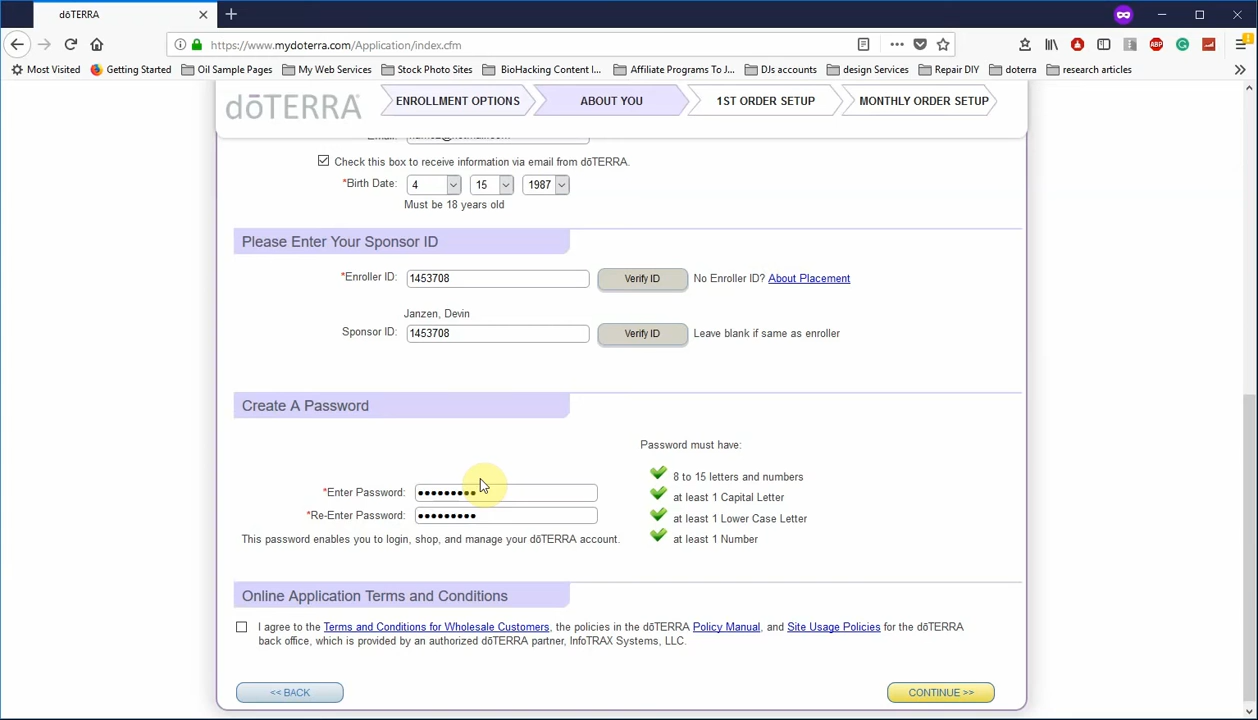 dōTERRA
https://www.mydoterra.com/Application/index.cfm
Most Visited Getting Started Oil Sample Pages My Web Services Stock Photo Sites BioHacking Content I... Affiliate Programs To J... DJs accounts design Services Repair DIY doterra research articles
dōTERRA ENROLLMENT OPTIONS ABOUT YOU 1ST ORDER SETUP MONTHLY ORDER SETUP
Check this box to receive information via email from dōTERRA.
*Birth Date: 4 15 1987
Must be 18 years old
Please Enter Your Sponsor ID
*Enroller ID: 1453708 Verify ID No Enroller ID? About Placement
Janzen, Devin
Sponsor ID: 1453708 Verify ID Leave blank if same as enroller
Create A Password
Password must have:
8 to 15 letters and numbers
*Enter Password: at least 1 Capital Letter
*Re-Enter Password: at least 1 Lower Case Letter
This password enables you to login, shop, and manage your dōTERRA account. at least 1 Number
Online Application Terms and Conditions
I agree to the Terms and Conditions for Wholesale Customers, the policies in the dōTERRA Policy Manual, and Site Usage Policies for the dōTERRA
back office, which is provided by an authorized dōTERRA partner, InfoTRAX Systems, LLC.
<< BACK CONTINUE >>